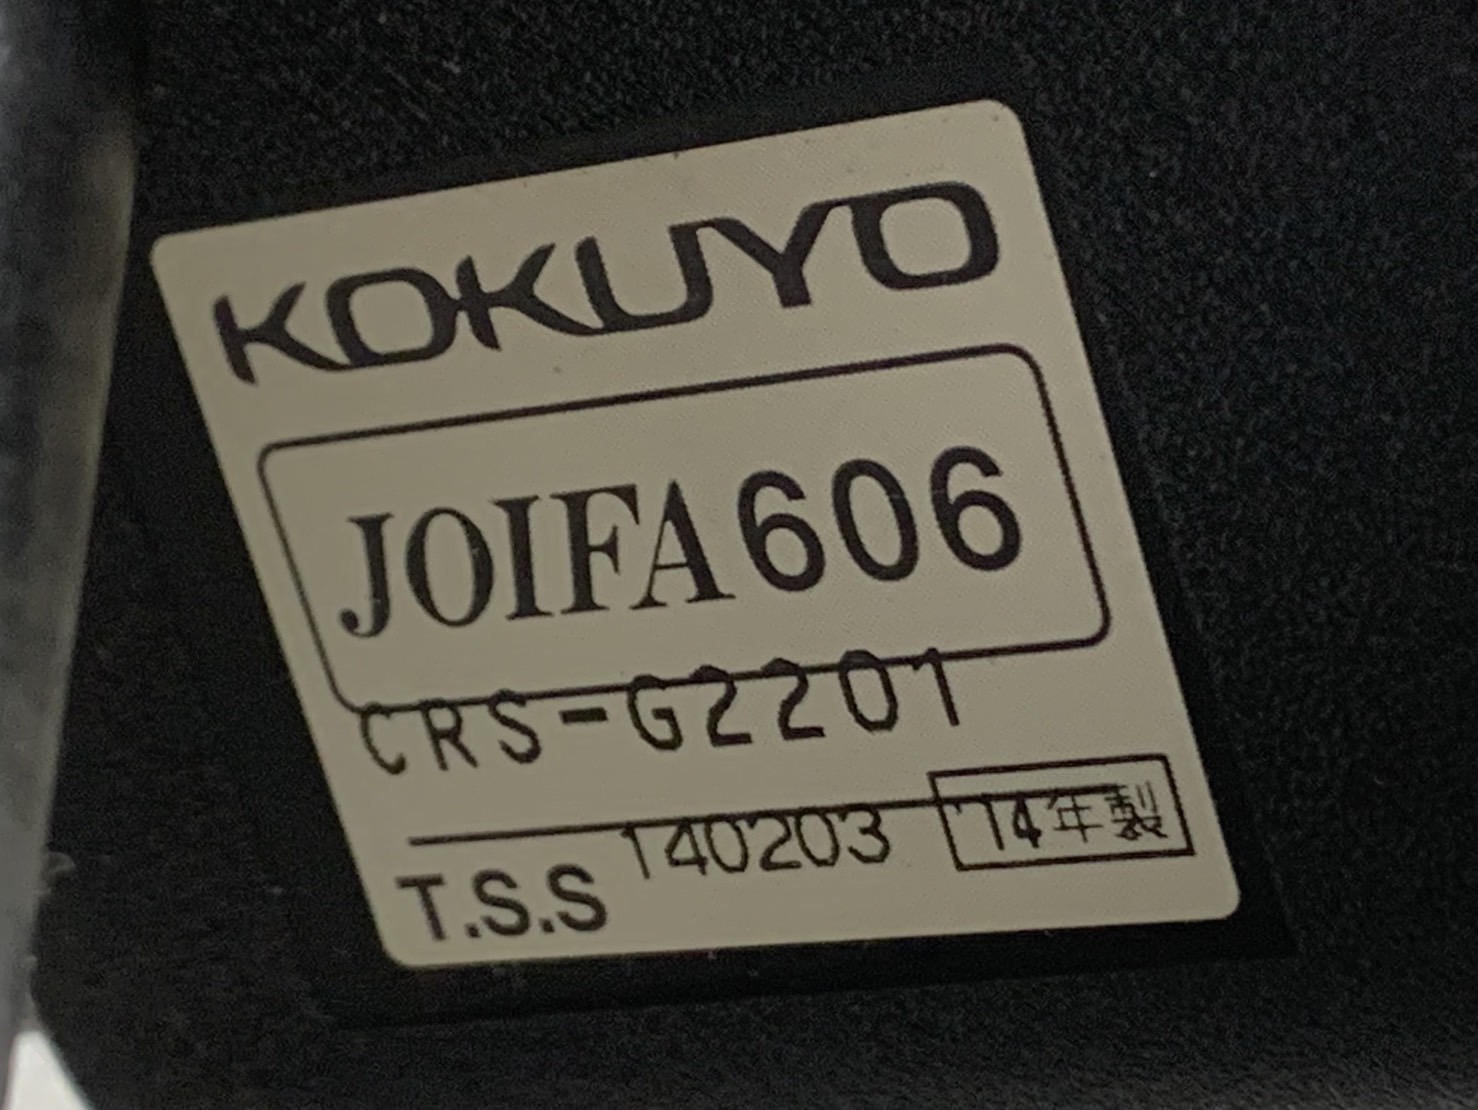 KOKUYO
JOIFA606
CRS-G2201
140203 '14年製
T.S.S